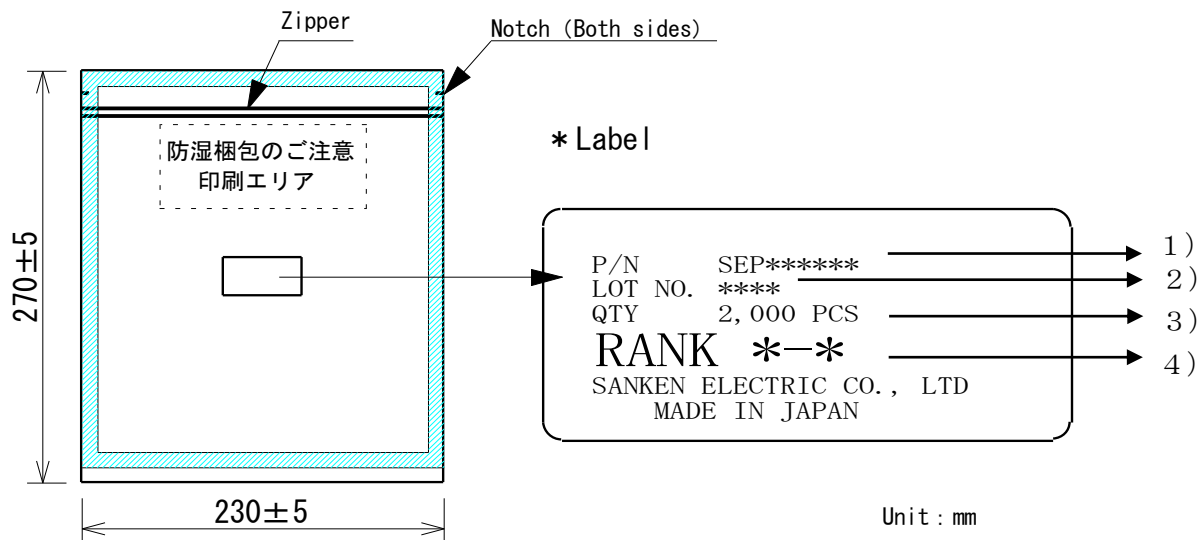 Zipper
Notch (Both sides)
防湿梱包のご注意
印刷エリア
270±5
230±5
*Label
P/N SEP******
LOT NO. ****
QTY 2,000 PCS
RANK *−*
SANKEN ELECTRIC CO., LTD
MADE IN JAPAN
1)
2)
3)
4)
Unit : mm